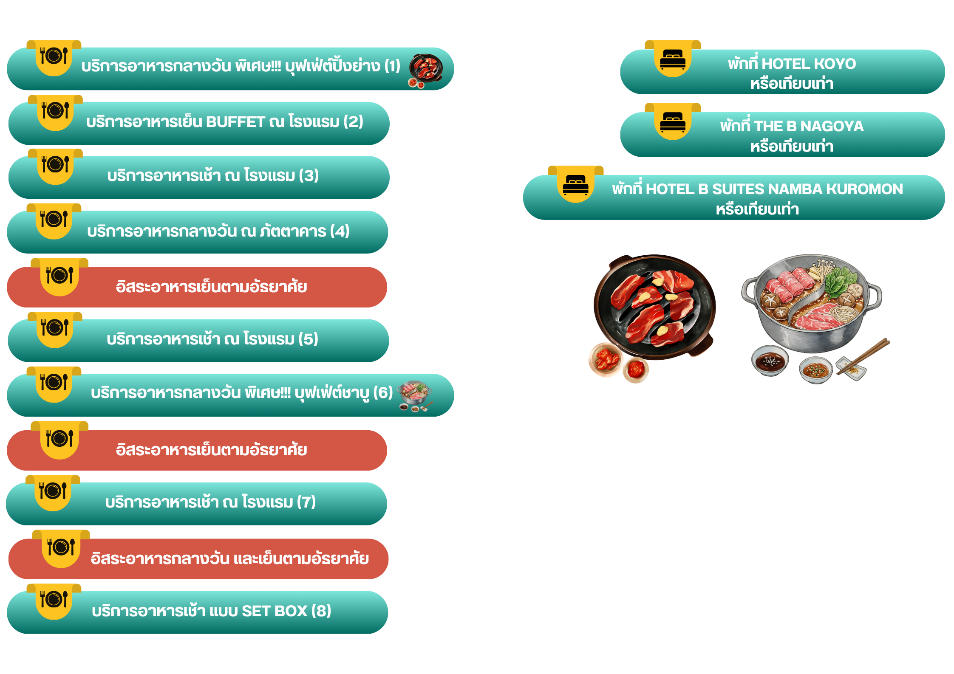 บริการอาหารกลางวัน พิเศษ!!! บุฟเฟ่ต์ปิ้งย่าง (1)
บริการอาหารเย็น BUFFET ณ โรงแรม (2)
บริการอาหารเช้า ณ โรงแรม (3)
บริการอาหารกลางวัน ณ ภัตตาคาร (4)
อิสระอาหารเย็นตามอัธยาศัย
บริการอาหารเช้า ณ โรงแรม (5)
บริการอาหารกลางวัน พิเศษ!!! บุฟเฟ่ต์ชาบู (6)
อิสระอาหารเย็นตามอัธยาศัย
บริการอาหารเช้า ณ โรงแรม (7)
อิสระอาหารกลางวัน และเย็นตามอัธยาศัย
บริการอาหารเช้า แบบ SET BOX (8)
พักที่ HOTEL KOYO
หรือเทียบเท่า
พักที่ THE B NAGOYA
หรือเทียบเท่า
พักที่ HOTEL B SUITES NAMBA KUROMON
หรือเทียบเท่า